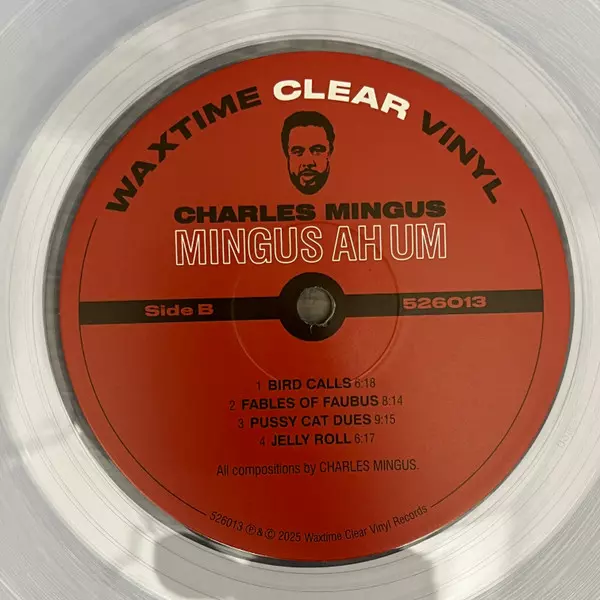 WAXTIME CLEAR VINYL
CHARLES MINGUS
MINGUS AH UM
Side B 526013
1 BIRD CALLS 6:18
2 FABLES OF FAUBUS 8:14
3 PUSSY CAT DUES 9:15
4 JELLY ROLL 6:17
All compositions by CHARLES MINGUS.
526013 Ⓟ & © 2025 Waxtime Clear Vinyl Records